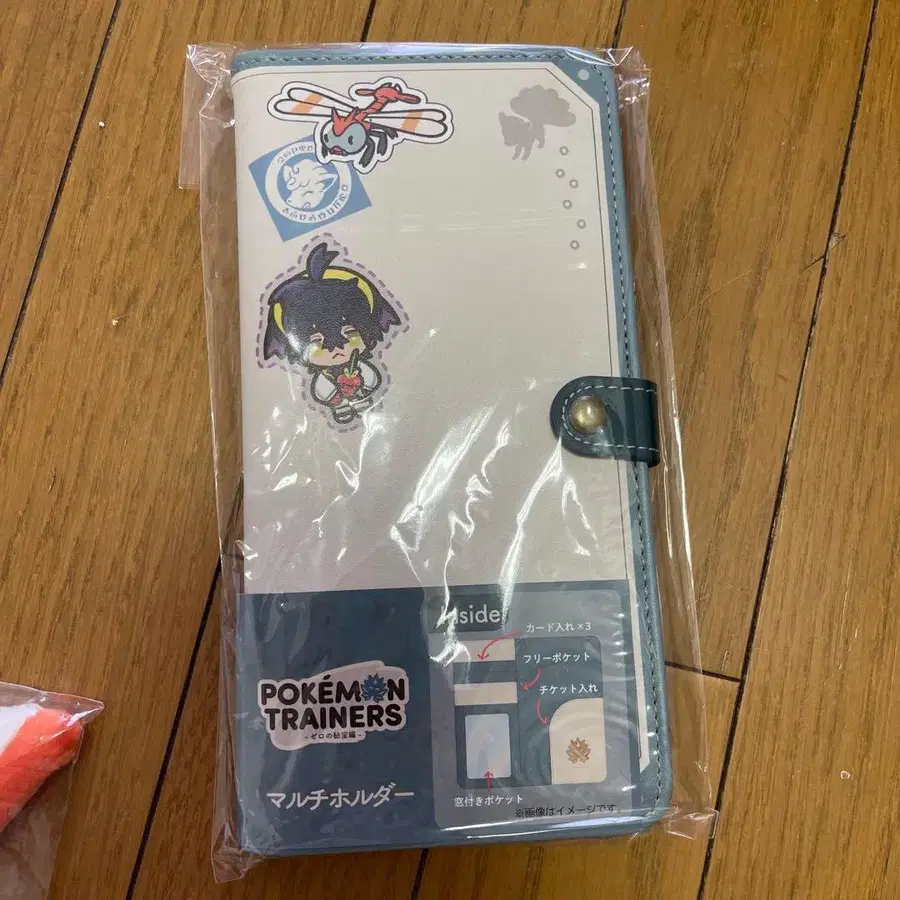 カード入れ×3
フリーポケット
チケット入れ
POKÉMON
TRAINERS
-ゼロの秘宝編-
マルチホルダー
窓付きポケット
※画像はイメージです。